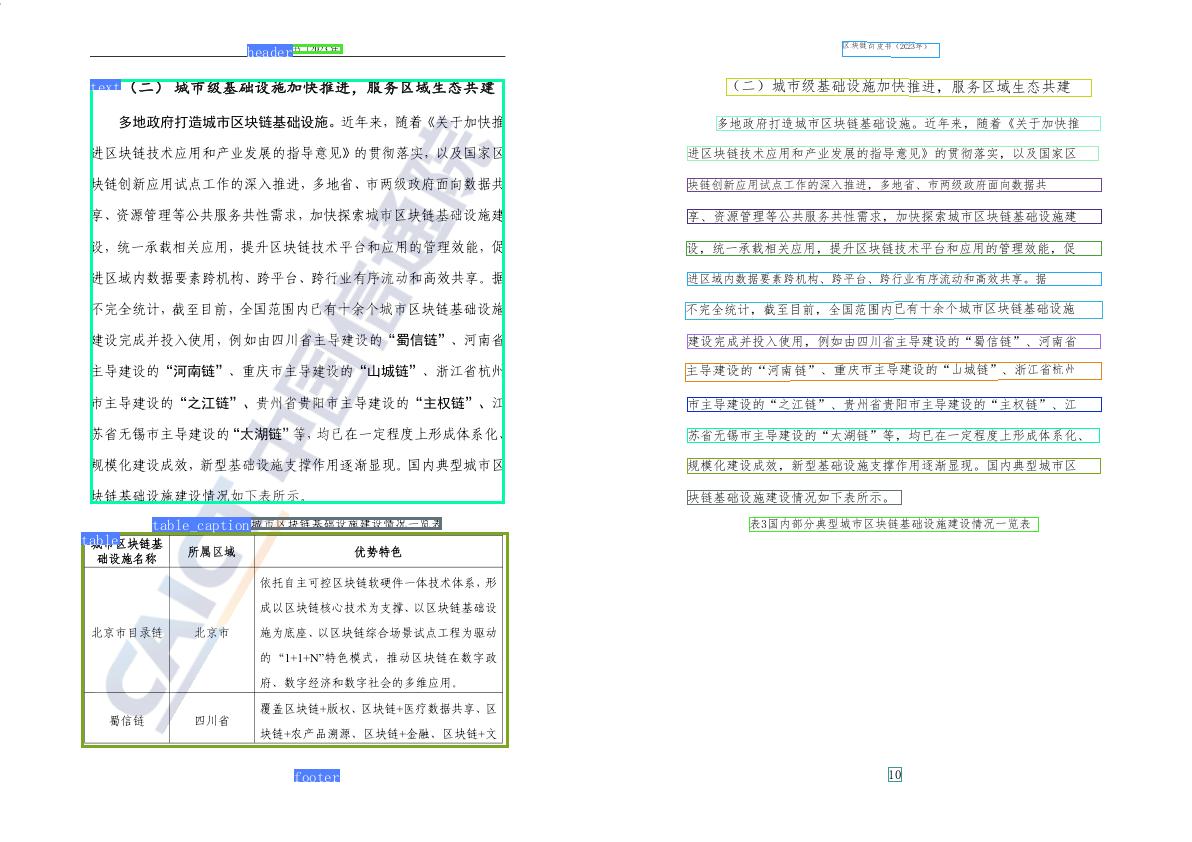 header
text
（二） 城市级基础设施加快推进，服务区域生态共建
多地政府打造城市区块链基础设施。近年来，随着《关于加快推
进区块链技术应用和产业发展的指导意见》的贯彻落实，以及国家区
块链创新应用试点工作的深入推进，多地省、市两级政府面向数据共
享、资源管理等公共服务共性需求，加快探索城市区块链基础设施建
设，统一承载相关应用，提升区块链技术平台和应用的管理效能，促
进区域内数据要素跨机构、跨平台、跨行业有序流动和高效共享。据
不完全统计，截至目前，全国范围内已有十余个城市区块链基础设施
建设完成并投入使用，例如由四川省主导建设的“蜀信链”、河南省
主导建设的“河南链”、重庆市主导建设的“山城链”、浙江省杭州
市主导建设的“之江链”、贵州省贵阳市主导建设的“主权链”、江
苏省无锡市主导建设的“太湖链”等，均已在一定程度上形成体系化、
规模化建设成效，新型基础设施支撑作用逐渐显现。国内典型城市区
块链基础设施建设情况如下表所示。
table_caption 城市区块链基础设施建设情况一览表
table
城市区块链基础设施名称 所属区域 优势特色
北京市目录链 北京市 依托自主可控区块链软硬件一体技术体系，形
成以区块链核心技术为支撑、以区块链基础设
施为底座、以区块链综合场景试点工程为驱动
的“1+1+N”特色模式，推动区块链在数字政
府、数字经济和数字社会的多维应用。
蜀信链 四川省 覆盖区块链+版权、区块链+医疗数据共享、区
块链+农产品溯源、区块链+金融、区块链+文
footer
CAICT 中国信通院
区块链白皮书（2023年）
（二）城市级基础设施加快推进，服务区域生态共建
多地政府打造城市区块链基础设施。近年来，随着《关于加快推
进区块链技术应用和产业发展的指导意见》的贯彻落实，以及国家区
块链创新应用试点工作的深入推进，多地省、市两级政府面向数据共
享、资源管理等公共服务共性需求，加快探索城市区块链基础设施建
设，统一承载相关应用，提升区块链技术平台和应用的管理效能，促
进区域内数据要素跨机构、跨平台、跨行业有序流动和高效共享。据
不完全统计，截至目前，全国范围内已有十余个城市区块链基础设施
建设完成并投入使用，例如由四川省主导建设的“蜀信链”、河南省
主导建设的“河南链”、重庆市主导建设的“山城链”、浙江省杭州
市主导建设的“之江链”、贵州省贵阳市主导建设的“主权链”、江
苏省无锡市主导建设的“太湖链”等，均已在一定程度上形成体系化、
规模化建设成效，新型基础设施支撑作用逐渐显现。国内典型城市区
块链基础设施建设情况如下表所示。
表3国内部分典型城市区块链基础设施建设情况一览表
10